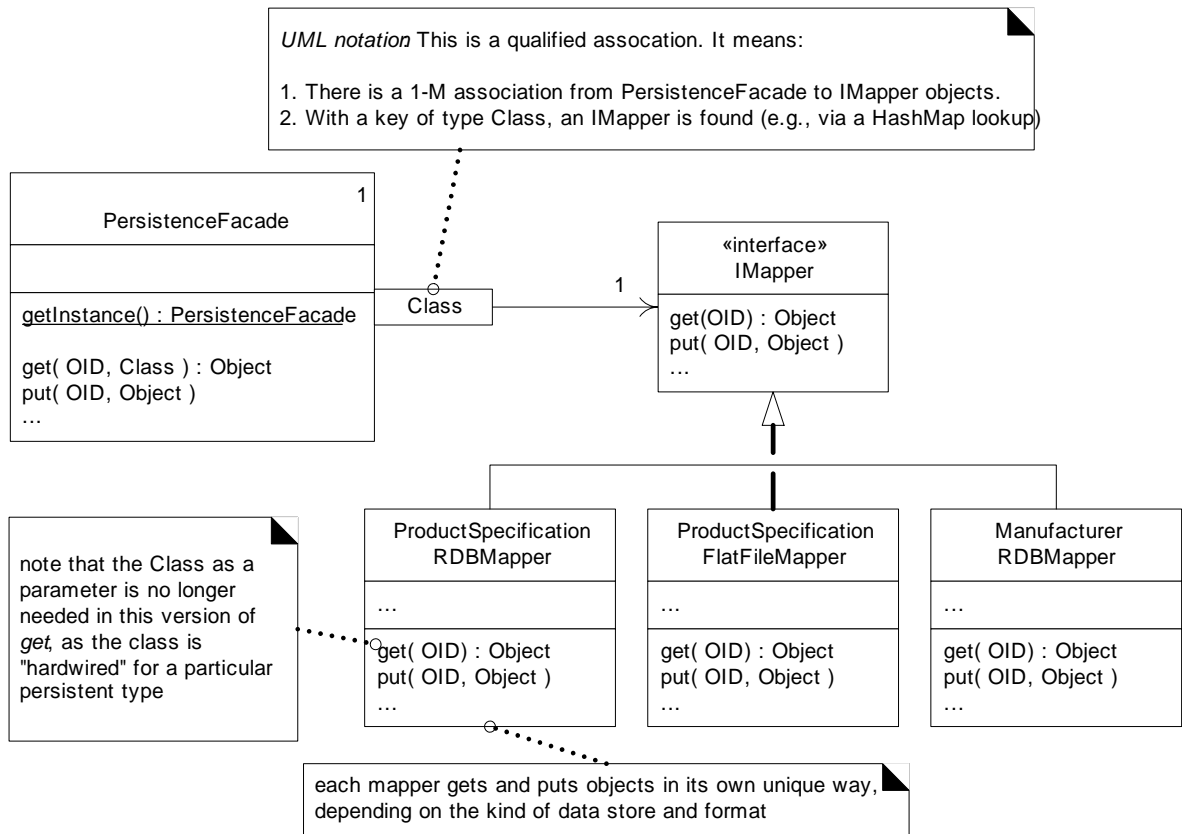 UML notation: This is a qualified assocation. It means:
1. There is a 1-M association from PersistenceFacade to IMapper objects.
2. With a key of type Class, an IMapper is found (e.g., via a HashMap lookup)
1
PersistenceFacade
getInstance() : PersistenceFacade
get( OID, Class ) : Object
put( OID, Object )
...
Class
1
«interface»
IMapper
get(OID) : Object
put( OID, Object )
...
note that the Class as a
parameter is no longer
needed in this version of
get, as the class is
"hardwired" for a particular
persistent type
ProductSpecification
RDBMapper
...
get( OID) : Object
put( OID, Object )
...
ProductSpecification
FlatFileMapper
...
get( OID) : Object
put( OID, Object )
...
Manufacturer
RDBMapper
...
get( OID) : Object
put( OID, Object )
...
each mapper gets and puts objects in its own unique way,
depending on the kind of data store and format